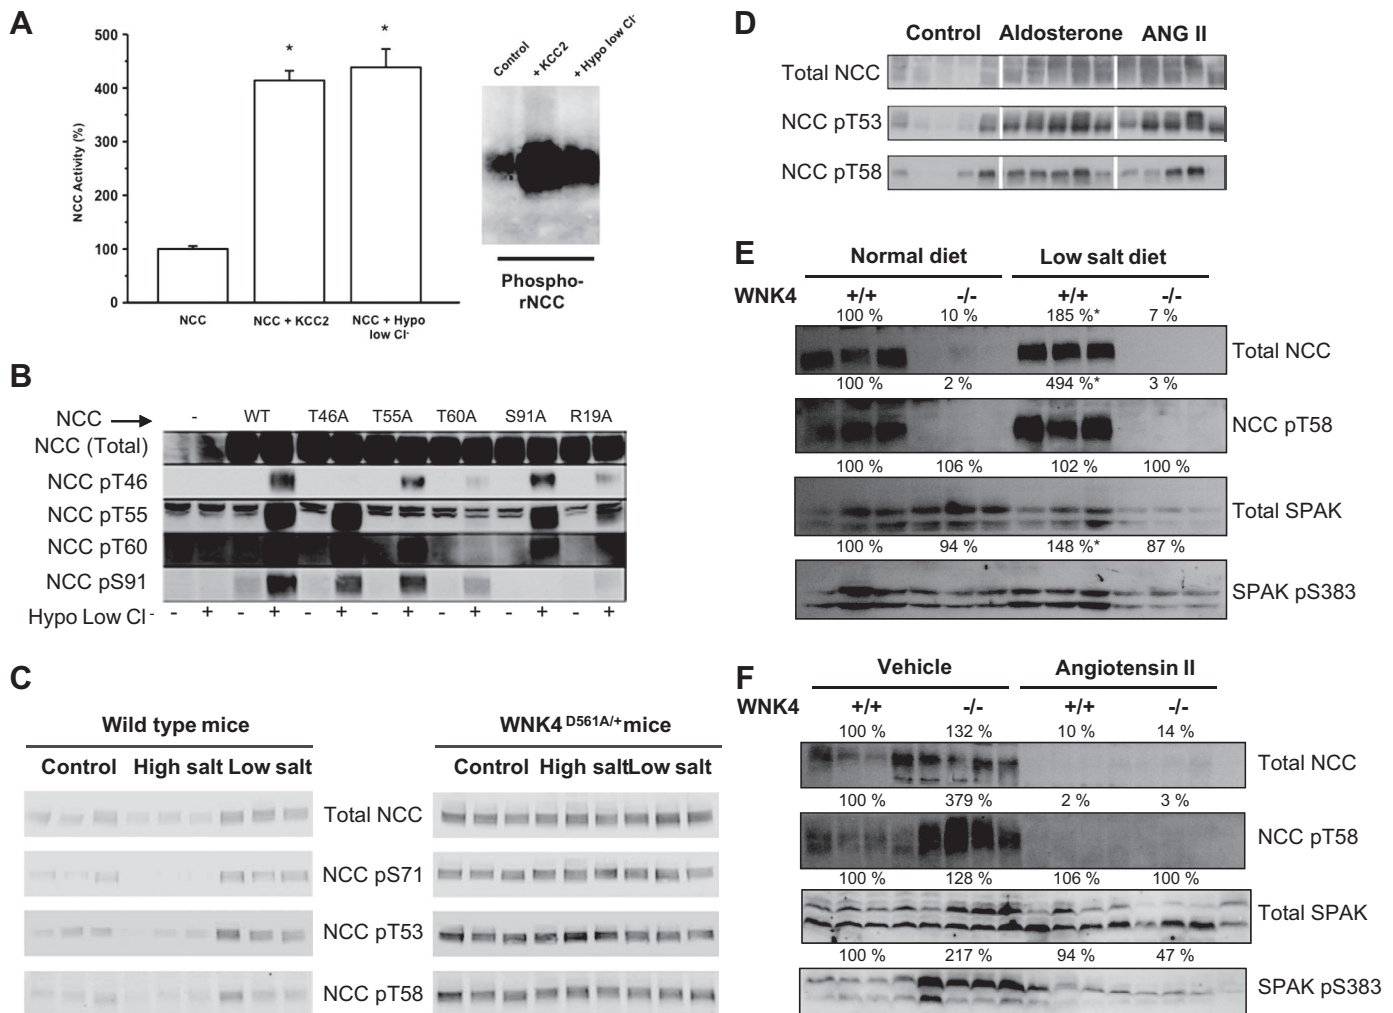 A
500
400
300
200
100
0
NCC Activity (%)
*
*
NCC
NCC + KCC2
NCC + Hypo
low Cl-
Control
+ KCC2
+ Hypo low Cl-
Phospho-
rNCC
B
NCC
- WT T46A T55A T60A S91A R19A
NCC (Total)
NCC pT46
NCC pT55
NCC pT60
NCC pS91
Hypo Low Cl -
- + - + - + - + - + - + - +
C
Wild type mice
WNK4 D561A/+ mice
Control High salt Low salt
Control High salt Low salt
Total NCC
NCC pS71
NCC pT53
NCC pT58
D
Control Aldosterone ANG II
Total NCC
NCC pT53
NCC pT58
E
Normal diet Low salt diet
WNK4 +/+ -/- +/+ -/-
100 % 10 % 185 %* 7 %
Total NCC
100 % 2 % 494 %* 3 %
NCC pT58
100 % 106 % 102 % 100 %
Total SPAK
100 % 94 % 148 %* 87 %
SPAK pS383
F
Vehicle Angiotensin II
WNK4 +/+ -/- +/+ -/-
100 % 132 % 10 % 14 %
Total NCC
100 % 379 % 2 % 3 %
NCC pT58
100 % 128 % 106 % 100 %
Total SPAK
100 % 217 % 94 % 47 %
SPAK pS383